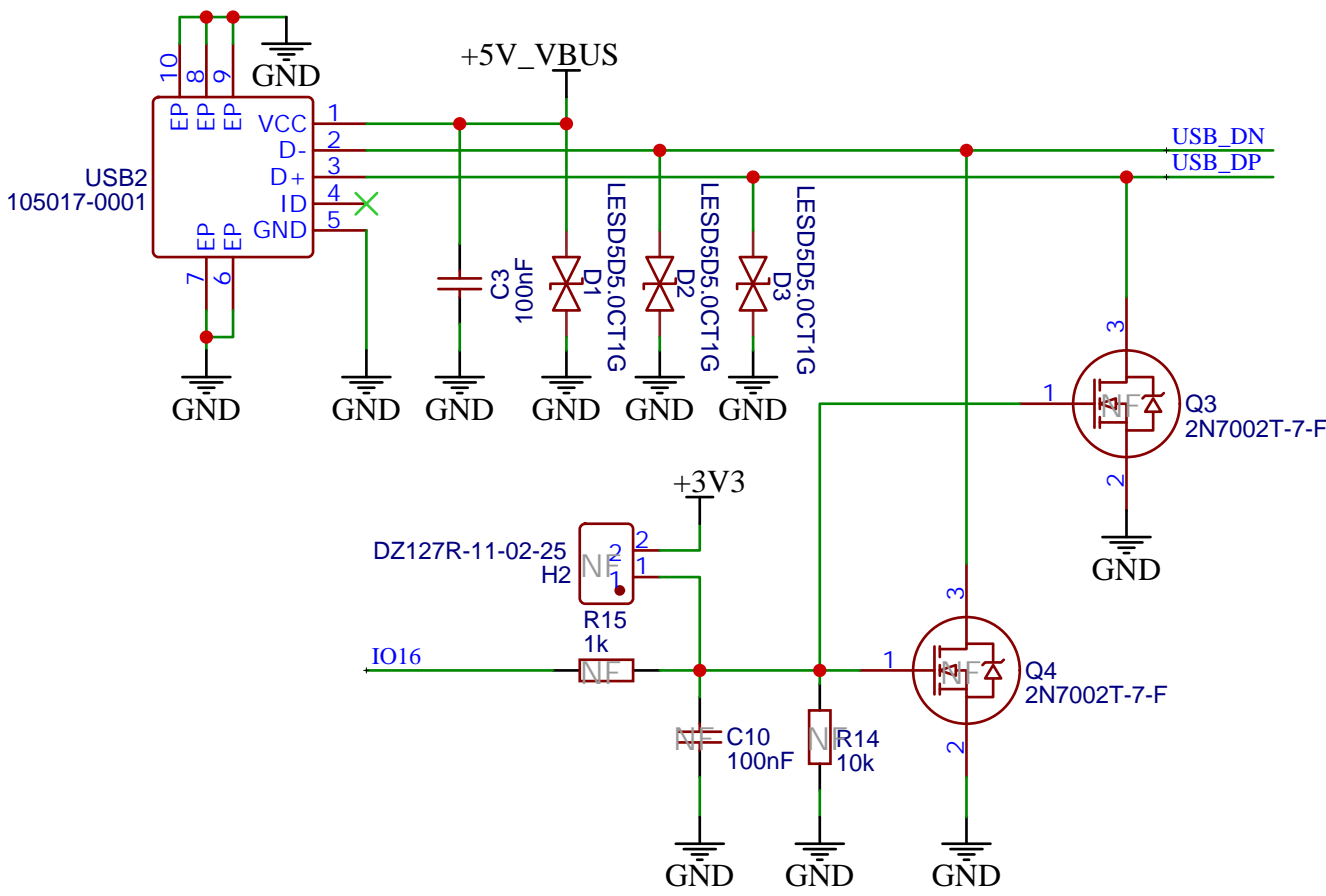 GND
+5V_VBUS
10
8
9
EP
EP
EP
VCC
1
D-
2
D+
3
ID
4
GND
5
EP
EP
7
6
USB2
105017-0001
USB_DN
USB_DP
C3
100nF
D1
LESD5D5.0CT1G
D2
LESD5D5.0CT1G
D3
LESD5D5.0CT1G
GND
GND
GND
GND
GND
GND
3
1
NF
2
Q3
2N7002T-7-F
GND
+3V3
DZ127R-11-02-25
H2
NF
2
1
2
1
R15
1k
NF
IO16
3
1
NF
2
Q4
2N7002T-7-F
NF
C10
100nF
NF
R14
10k
GND
GND
GND